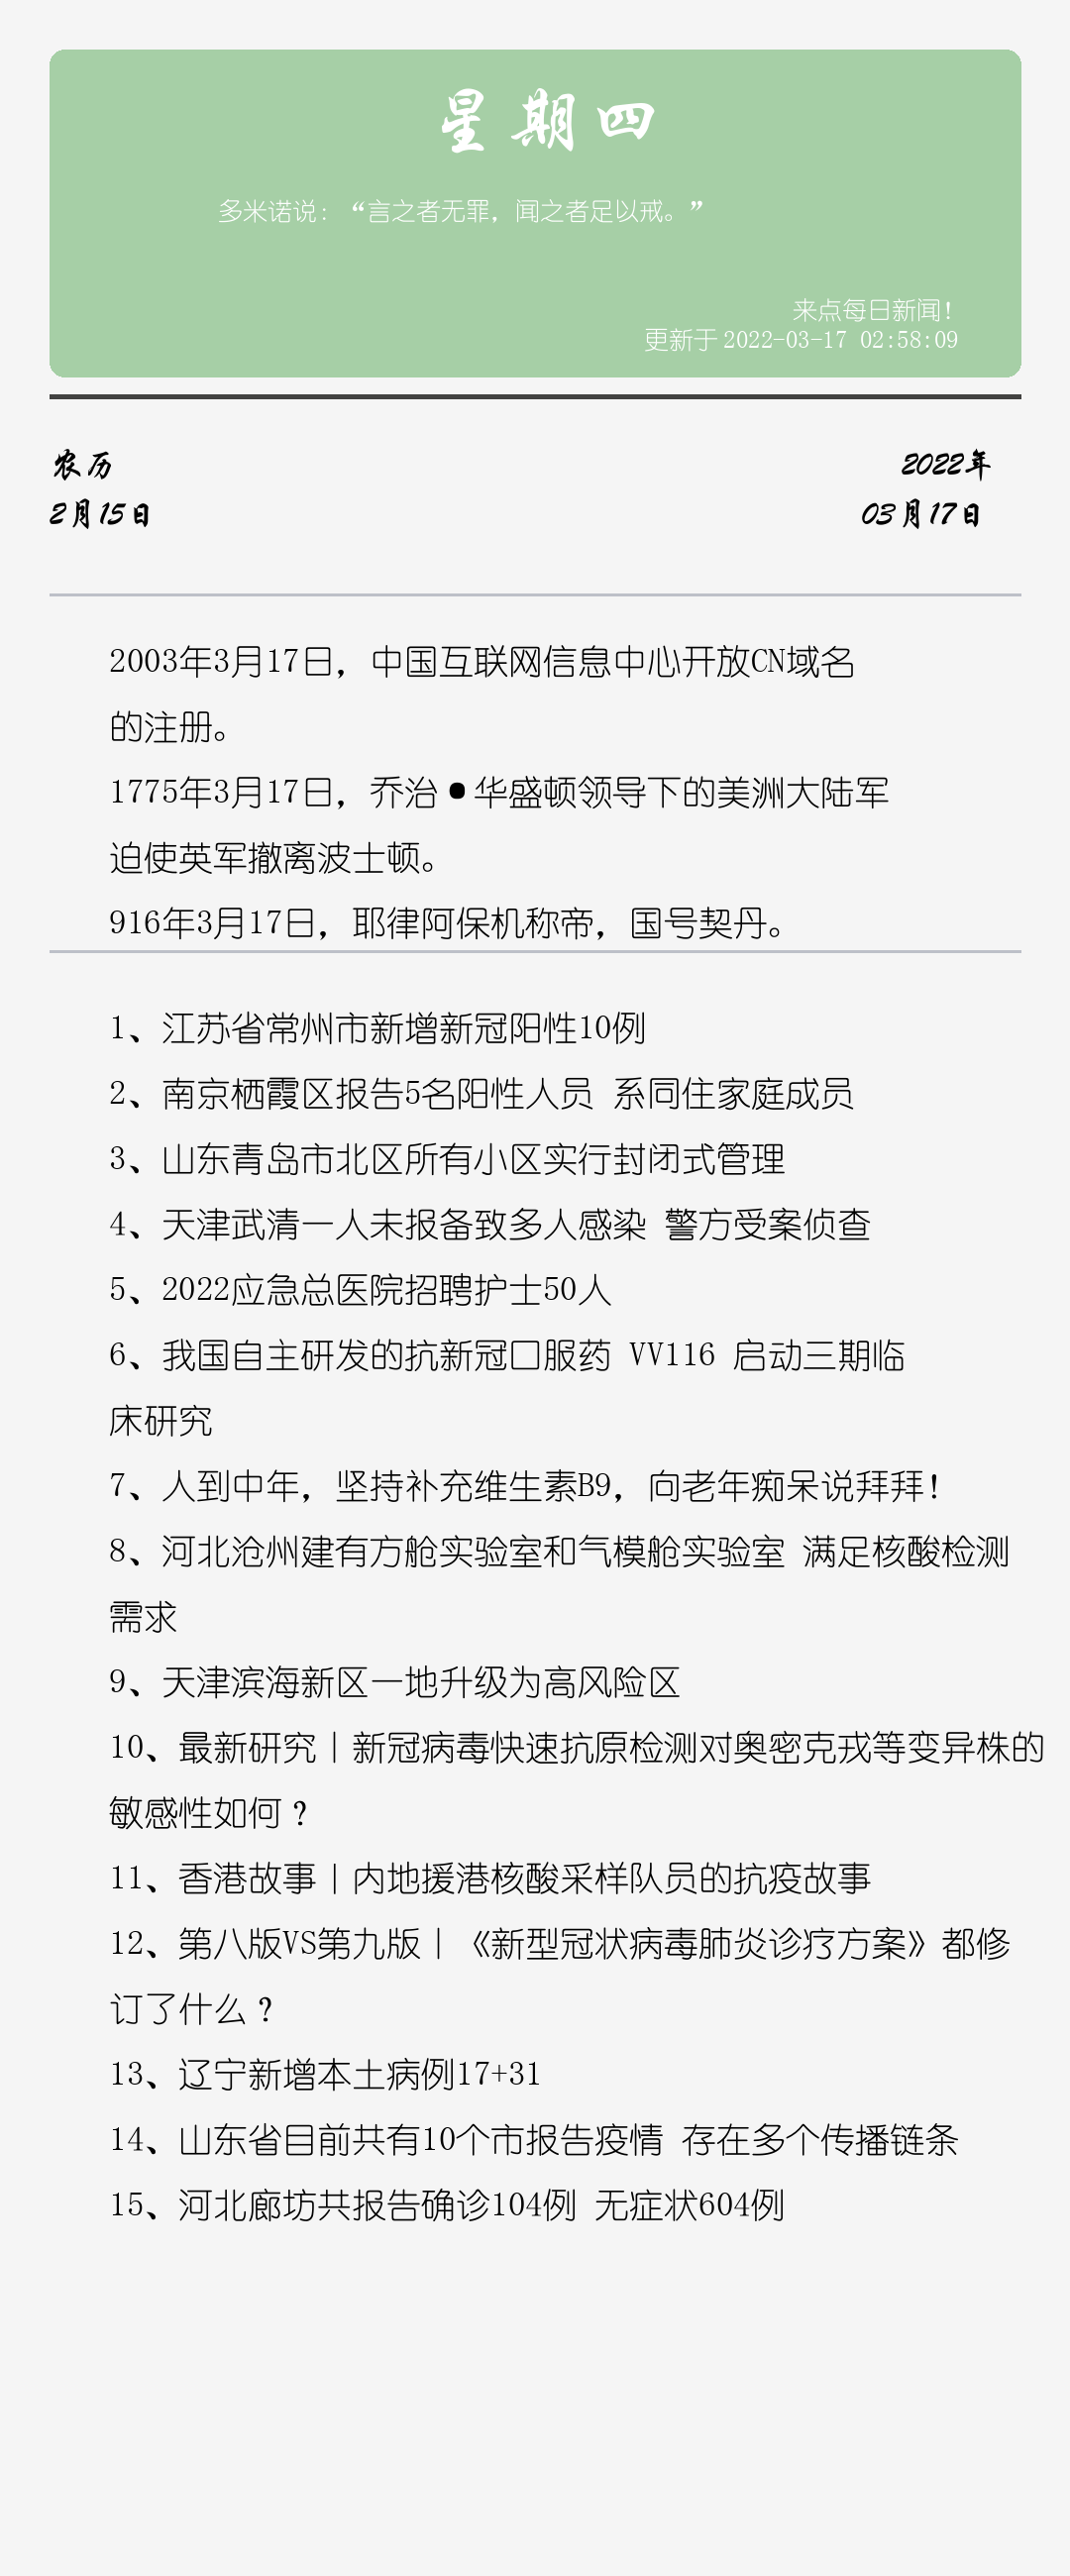 星期四
多米诺说：“言之者无罪，闻之者足以戒。”
来点每日新闻！
更新于 2022-03-17 02:58:09
农历
2022年
2月15日
03月17日
2003年3月17日，中国互联网信息中心开放CN域名
的注册。
1775年3月17日，乔治•华盛顿领导下的美洲大陆军
迫使英军撤离波士顿。
916年3月17日，耶律阿保机称帝，国号契丹。
1、江苏省常州市新增新冠阳性10例
2、南京栖霞区报告5名阳性人员 系同住家庭成员
3、山东青岛市北区所有小区实行封闭式管理
4、天津武清一人未报备致多人感染 警方受案侦查
5、2022应急总医院招聘护士50人
6、我国自主研发的抗新冠口服药 VV116 启动三期临
床研究
7、人到中年，坚持补充维生素B9，向老年痴呆说拜拜！
8、河北沧州建有方舱实验室和气模舱实验室 满足核酸检测
需求
9、天津滨海新区一地升级为高风险区
10、最新研究丨新冠病毒快速抗原检测对奥密克戎等变异株的
敏感性如何？
11、香港故事丨内地援港核酸采样队员的抗疫故事
12、第八版VS第九版丨《新型冠状病毒肺炎诊疗方案》都修
订了什么？
13、辽宁新增本土病例17+31
14、山东省目前共有10个市报告疫情 存在多个传播链条
15、河北廊坊共报告确诊104例 无症状604例